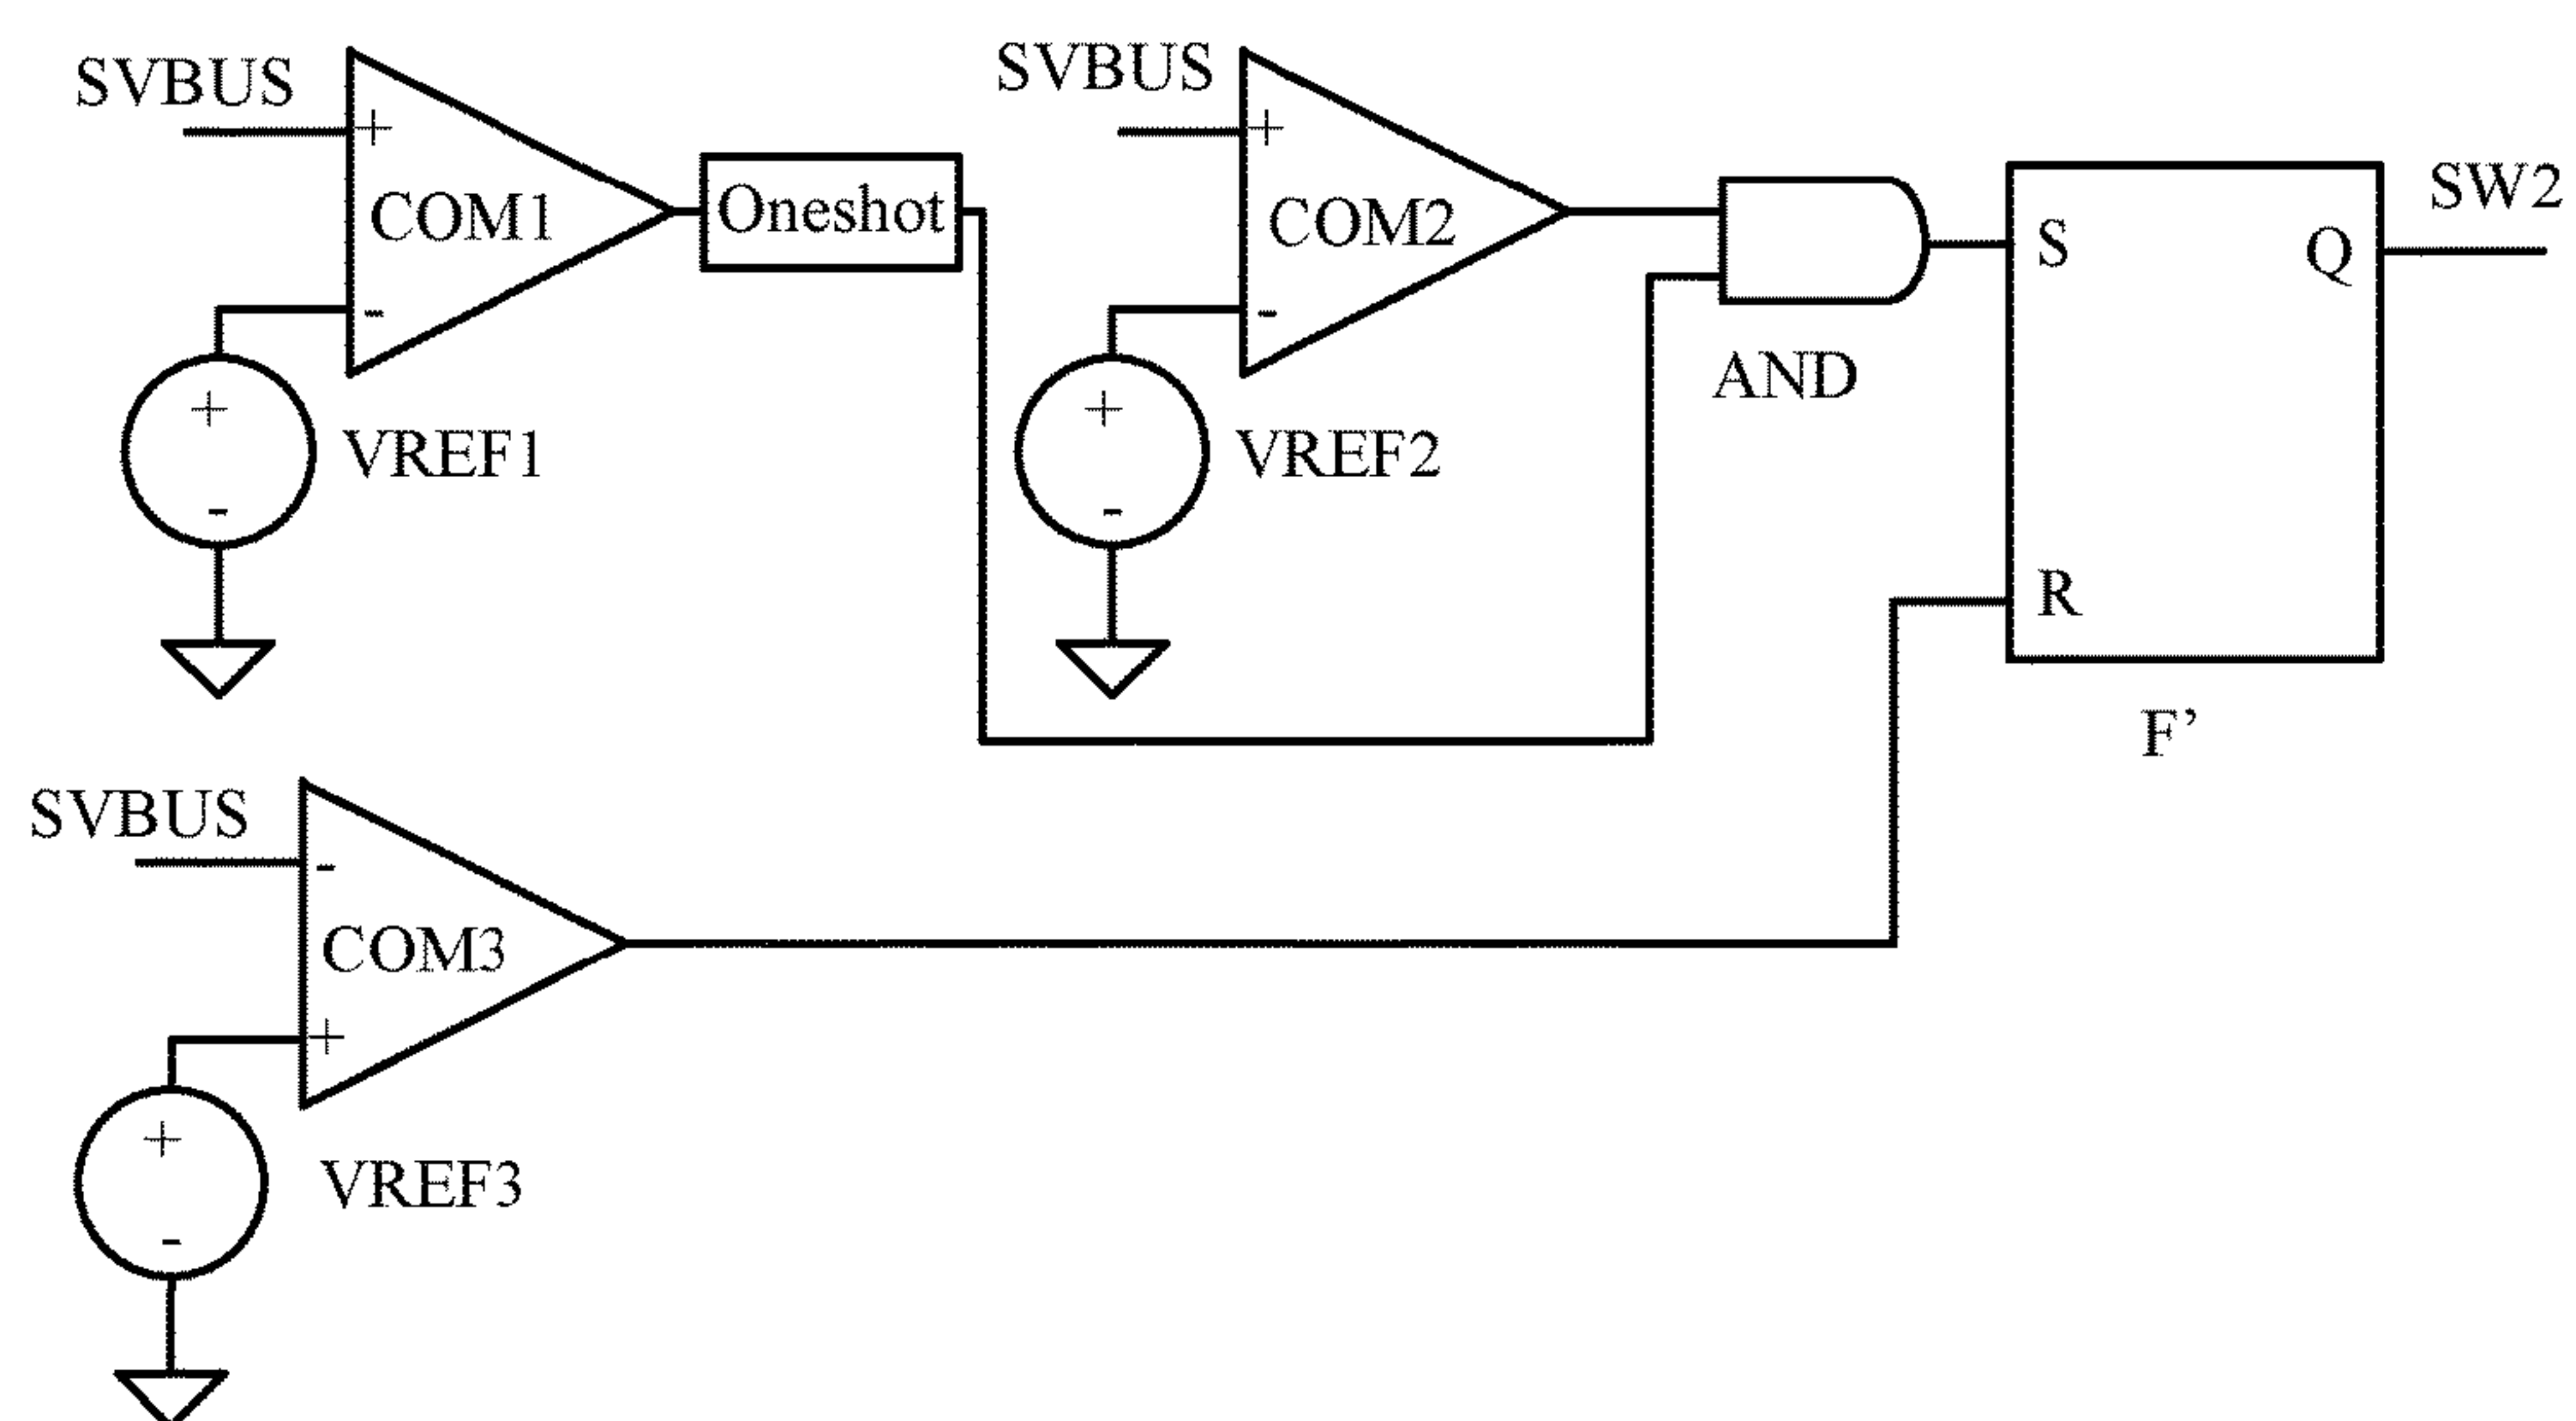 SVBUS
+
COM1
-
Oneshot
+
VREF1
-
SVBUS
+
COM2
-
+
VREF2
-
AND
S
Q
R
SW2
F’
SVBUS
-
COM3
+
+
VREF3
-